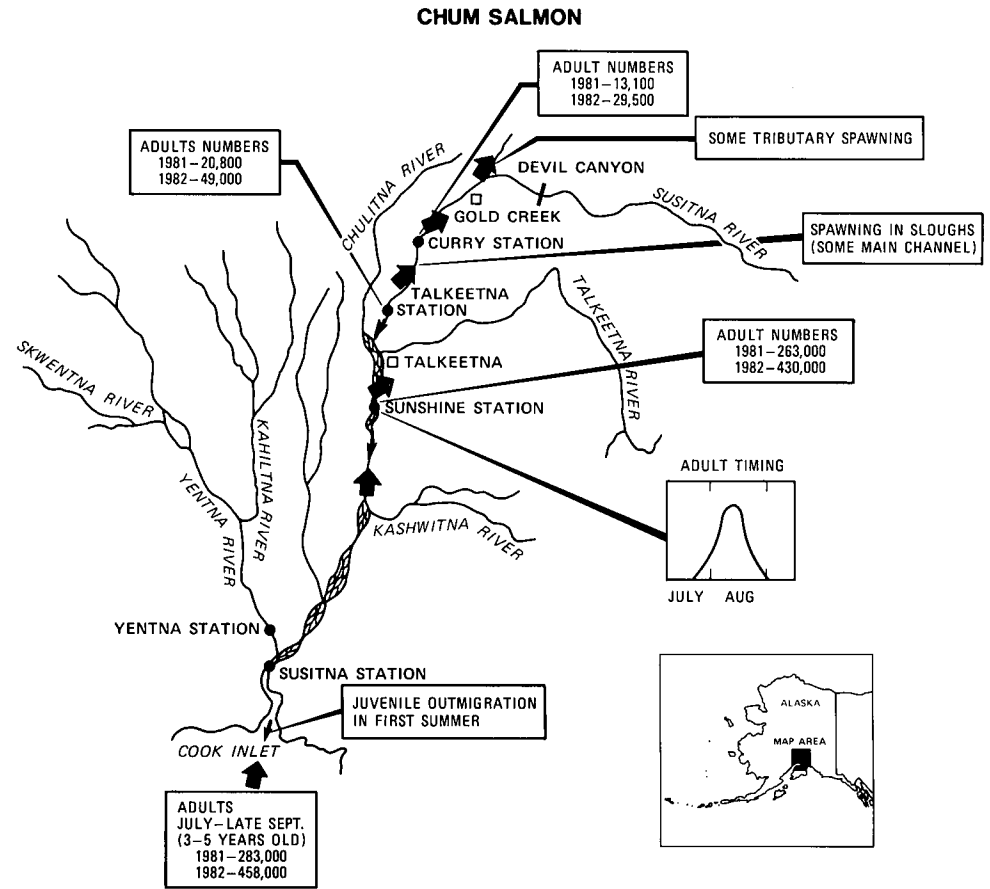 CHUM SALMON
ADULT NUMBERS
1981–13,100
1982–29,500
ADULTS NUMBERS
1981–20,800
1982–49,000
SOME TRIBUTARY SPAWNING
CHULITNA RIVER
DEVIL CANYON
GOLD CREEK
SUSITNA RIVER
CURRY STATION
SPAWNING IN SLOUGHS
(SOME MAIN CHANNEL)
TALKEETNA
STATION
TALKEETNA RIVER
ADULT NUMBERS
1981–263,000
1982–430,000
TALKEETNA
SKWENTNA RIVER
SUNSHINE STATION
KAHILTNA RIVER
YENTNA RIVER
ADULT TIMING
JULY AUG
KASHWITNA RIVER
YENTNA STATION
SUSITNA STATION
JUVENILE OUTMIGRATION
IN FIRST SUMMER
COOK INLET
ALASKA
MAP AREA
ADULTS
JULY–LATE SEPT.
(3–5 YEARS OLD)
1981–283,000
1982–458,000